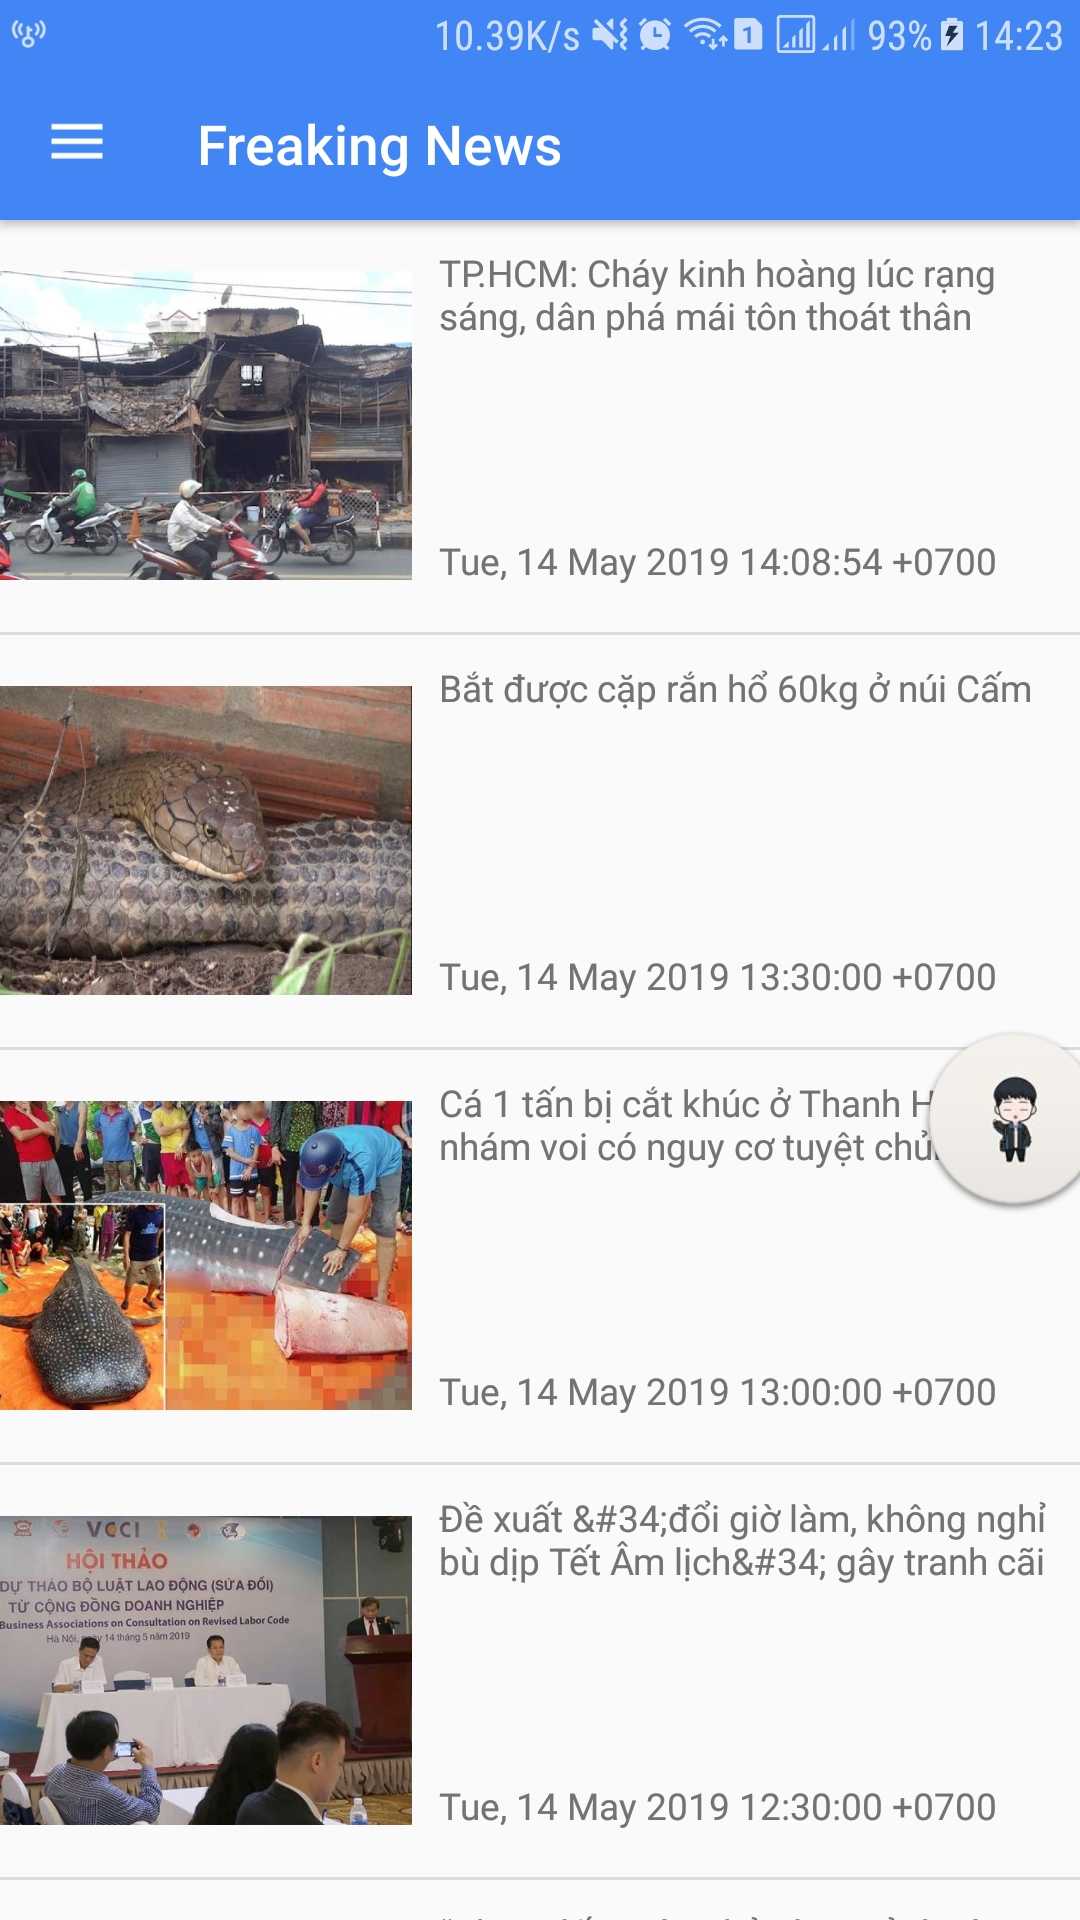 10.39K/s 1 93% 14:23
Freaking News
TP.HCM: Cháy kinh hoàng lúc rạng
sáng, dân phá mái tôn thoát thân
Tue, 14 May 2019 14:08:54 +0700
Bắt được cặp rắn hổ 60kg ở núi Cấm
Tue, 14 May 2019 13:30:00 +0700
Cá 1 tấn bị cắt khúc ở Thanh H
nhám voi có nguy cơ tuyệt
Tue, 14 May 2019 13:00:00 +0700
Đề xuất &#34;đổi giờ làm, không nghỉ
bù dịp Tết Âm lịch&#34; gây tranh cãi
VCCI
HỘI THẢO
DỰ THẢO BỘ LUẬT LAO ĐỘNG (SỬA ĐỔI)
TỪ CỘNG ĐỒNG DOANH NGHIỆP
Business Associations on Consultation on Revised Labor Code
Hà Nội, ngày 14 tháng 5 năm 2019
Tue, 14 May 2019 12:30:00 +0700